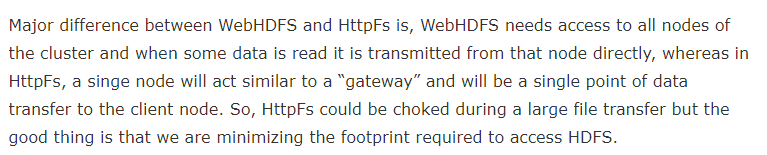 Major difference between WebHDFS and HttpFs is, WebHDFS needs access to all nodes of
the cluster and when some data is read it is transmitted from that node directly, whereas in
HttpFs, a singe node will act similar to a “gateway” and will be a single point of data
transfer to the client node. So, HttpFs could be choked during a large file transfer but the
good thing is that we are minimizing the footprint required to access HDFS.